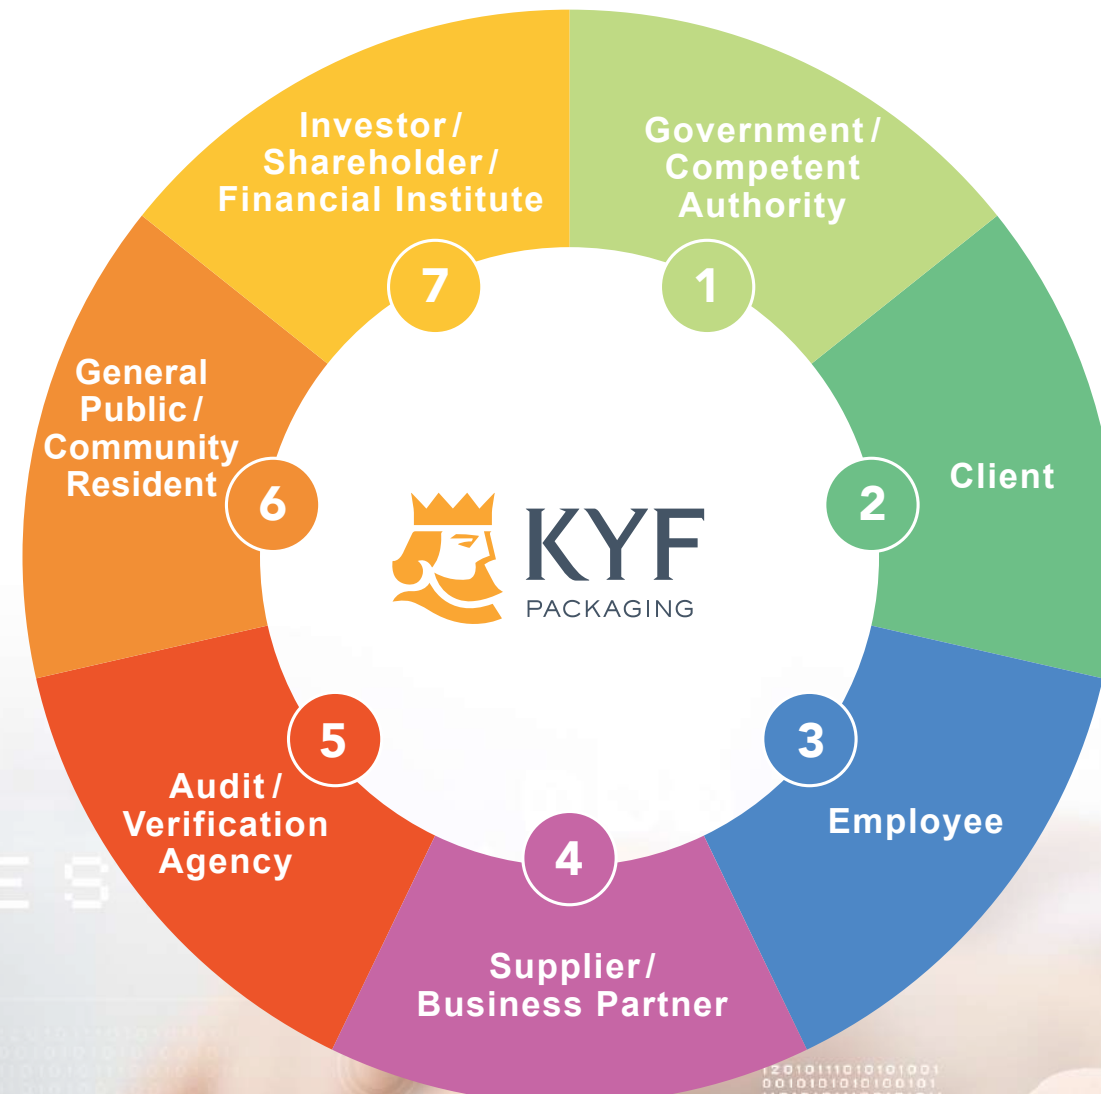 Investor /
Shareholder /
Financial Institute
7
Government /
Competent
Authority
1
General
Public /
Community
Resident
6
Client
2
KYF
PACKAGING
5
Audit /
Verification
Agency
3
Employee
4
Supplier /
Business Partner
ES